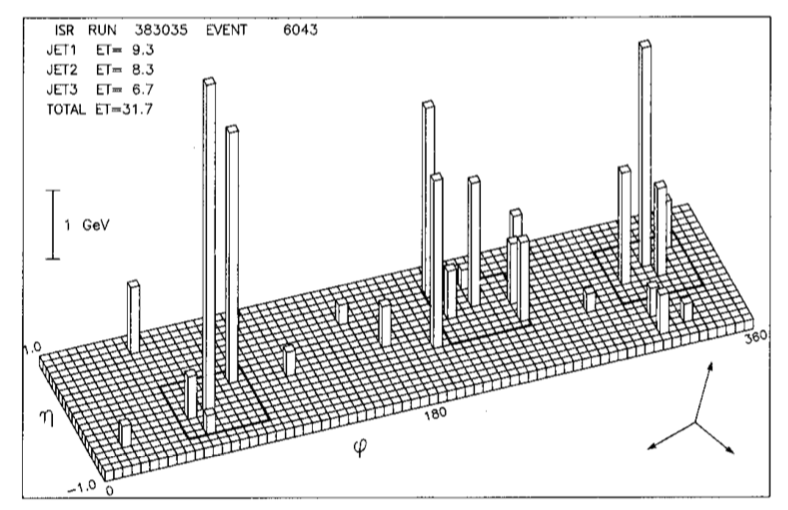 ISR RUN 383035 EVENT 6043
JET1 ET= 9.3
JET2 ET= 8.3
JET3 ET= 6.7
TOTAL ET=31.7
1 GeV
1.0
η
-1.0
0
φ
180
360